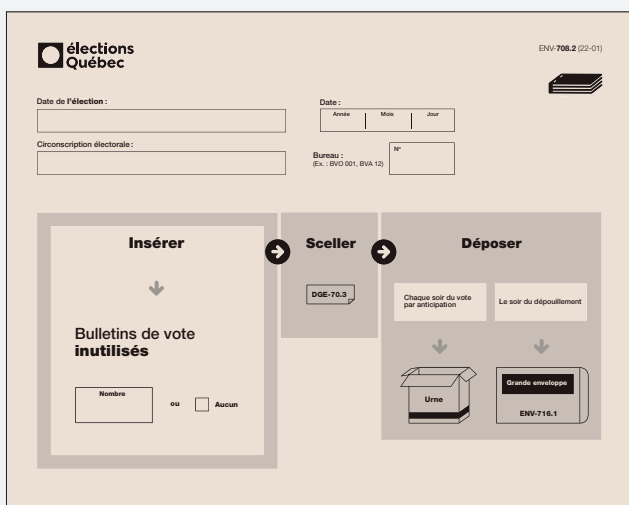 élections
Québec
ENV-708.2 (22-01)
Date de l'élection :
Date :
Année
Mois
Jour
Circonscription électorale :
Bureau :
(Ex. : BVO 001, BVA 12)
N°
Insérer
Sceller
Déposer
DGE-70.3
Chaque soir du vote
par anticipation
Le soir du dépouillement
Bulletins de vote
inutilisés
Nombre
ou
Aucun
Urne
Grande enveloppe
ENV-716.1